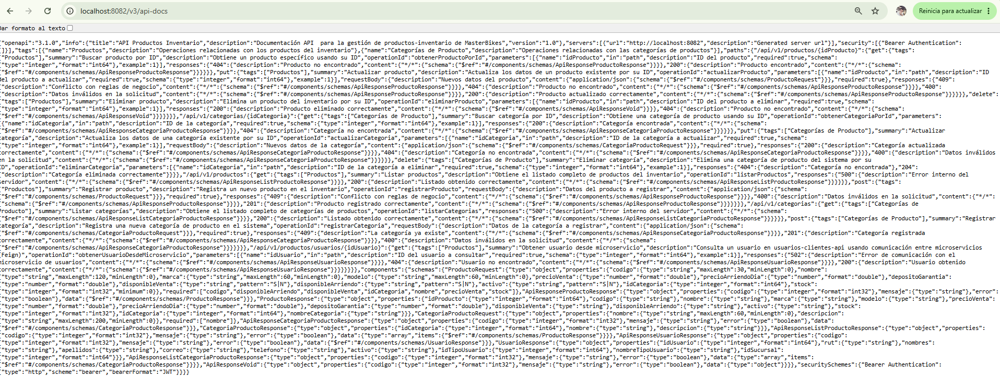 localhost:8082/v3/api-docs
Reinicia para actualizar
Dar formato al texto
{"openapi":"3.1.0","info":{"title":"API Productos Inventario","description":"Documentación API  para la gestión de productos-inventario de MasterBikes","version":"1.0"},"servers":[{"url":"http://localhost:8082","description":"Generated server url"}],"security":[{"Bearer Authentication":
[]}],"tags":[{"name":"Productos","description":"Operaciones relacionadas con los productos del inventario"},{"name":"Categorías de Producto","description":"Operaciones relacionadas con las categorías de productos"}],"paths":{"/api/v1/productos/{idProducto}":{"get":{"tags":
["Productos"],"summary":"Buscar producto por ID","description":"Obtiene un producto específico usando su ID","operationId":"obtenerProductoPorId","parameters":[{"name":"idProducto","in":"path","description":"ID del producto","required":true,"schema":
{"type":"integer","format":"int64"},"example":1}],"responses":{"404":{"description":"Producto no encontrado","content":{"*/*":{"schema":{"$ref":"#/components/schemas/ApiResponseProductoResponse"}}}},"200":{"description":"Producto encontrado","content":{"*/*":{"schema":
{"$ref":"#/components/schemas/ApiResponseProductoResponse"}}}}}},"put":{"tags":["Productos"],"summary":"Actualizar producto","description":"Actualiza los datos de un producto existente por su ID","operationId":"actualizarProducto","parameters":[{"name":"idProducto","in":"path","description":"ID
del producto a actualizar","required":true,"schema":{"type":"integer","format":"int64"},"example":1}],"requestBody":{"description":"Nuevos datos del producto","content":{"application/json":{"schema":{"$ref":"#/components/schemas/ProductoRequest"}}},"required":true},"responses":{"409":
{"description":"Conflicto con reglas de negocio","content":{"*/*":{"schema":{"$ref":"#/components/schemas/ApiResponseProductoResponse"}}}},"404":{"description":"Producto no encontrado","content":{"*/*":{"schema":{"$ref":"#/components/schemas/ApiResponseProductoResponse"}}}},"400":
{"description":"Datos inválidos en la solicitud","content":{"*/*":{"schema":{"$ref":"#/components/schemas/ApiResponseProductoResponse"}}}},"200":{"description":"Producto actualizado correctamente","content":{"*/*":{"schema":{"$ref":"#/components/schemas/ApiResponseProductoResponse"}}}}}},"delete":
{"tags":["Productos"],"summary":"Eliminar producto","description":"Elimina un producto del inventario por su ID","operationId":"eliminarProducto","parameters":[{"name":"idProducto","in":"path","description":"ID del producto a eliminar","required":true,"schema":
{"type":"integer","format":"int64"},"example":1}],"responses":{"200":{"description":"Producto eliminado correctamente","content":{"*/*":{"schema":{"$ref":"#/components/schemas/ApiResponseVoid"}}}},"404":{"description":"Producto no encontrado","content":{"*/*":{"schema":
{"$ref":"#/components/schemas/ApiResponseVoid"}}}}}}},"/api/v1/categorias/{idCategoria}":{"get":{"tags":["Categorías de Producto"],"summary":"Buscar categoría por ID","description":"Obtiene una categoría de producto usando su ID","operationId":"obtenerCategoriaPorId","parameters":
[{"name":"idCategoria","in":"path","description":"ID de la categoría","required":true,"schema":{"type":"integer","format":"int64"},"example":1}],"responses":{"200":{"description":"Categoría encontrada","content":{"*/*":{"schema":
{"$ref":"#/components/schemas/ApiResponseCategoriaProductoResponse"}}}},"404":{"description":"Categoría no encontrada","content":{"*/*":{"schema":{"$ref":"#/components/schemas/ApiResponseCategoriaProductoResponse"}}}}}},"put":{"tags":["Categorías de Producto"],"summary":"Actualizar
categoría","description":"Actualiza los datos de una categoría existente por su ID","operationId":"actualizarCategoria","parameters":[{"name":"idCategoria","in":"path","description":"ID de la categoría a actualizar","required":true,"schema":
{"type":"integer","format":"int64"},"example":1}],"requestBody":{"description":"Nuevos datos de la categoría","content":{"application/json":{"schema":{"$ref":"#/components/schemas/CategoriaProductoRequest"}}},"required":true},"responses":{"200":{"description":"Categoría actualizada
correctamente","content":{"*/*":{"schema":{"$ref":"#/components/schemas/ApiResponseCategoriaProductoResponse"}}}},"404":{"description":"Categoría no encontrada","content":{"*/*":{"schema":{"$ref":"#/components/schemas/ApiResponseCategoriaProductoResponse"}}}},"400":{"description":"Datos inválidos
en la solicitud","content":{"*/*":{"schema":{"$ref":"#/components/schemas/ApiResponseCategoriaProductoResponse"}}}}}},"delete":{"tags":["Categorías de Producto"],"summary":"Eliminar categoría","description":"Elimina una categoría de producto del sistema por su
ID","operationId":"eliminarCategoria","parameters":[{"name":"idCategoria","in":"path","description":"ID de la categoría a eliminar","required":true,"schema":{"type":"integer","format":"int64"},"example":1}],"responses":{"404":{"description":"Categoría no encontrada"},"204":
{"description":"Categoría eliminada correctamente"}}}},"/api/v1/productos":{"get":{"tags":["Productos"],"summary":"Listar productos","description":"Obtiene el listado completo de productos del inventario","operationId":"listarProductos","responses":{"500":{"description":"Error interno del
servidor","content":{"*/*":{"schema":{"$ref":"#/components/schemas/ApiResponseListProductoResponse"}}}},"200":{"description":"Listado obtenido correctamente","content":{"*/*":{"schema":{"$ref":"#/components/schemas/ApiResponseListProductoResponse"}}}}}},"post":{"tags":
["Productos"],"summary":"Registrar producto","description":"Registra un nuevo producto en el inventario","operationId":"registrarProducto","requestBody":{"description":"Datos del producto a registrar","content":{"application/json":{"schema":
{"$ref":"#/components/schemas/ProductoRequest"}}},"required":true},"responses":{"409":{"description":"Conflicto con reglas de negocio","content":{"*/*":{"schema":{"$ref":"#/components/schemas/ApiResponseProductoResponse"}}}},"400":{"description":"Datos inválidos en la solicitud","content":{"*/*":
{"schema":{"$ref":"#/components/schemas/ApiResponseProductoResponse"}}}},"201":{"description":"Producto registrado correctamente","content":{"*/*":{"schema":{"$ref":"#/components/schemas/ApiResponseProductoResponse"}}}}}}},"/api/v1/categorias":{"get":{"tags":["Categorías de
Producto"],"summary":"Listar categorías","description":"Obtiene el listado completo de categorías de productos","operationId":"listarCategorias","responses":{"500":{"description":"Error interno del servidor","content":{"*/*":{"schema":
{"$ref":"#/components/schemas/ApiResponseListCategoriaProductoResponse"}}}},"200":{"description":"Listado obtenido correctamente","content":{"*/*":{"schema":{"$ref":"#/components/schemas/ApiResponseListCategoriaProductoResponse"}}}}}},"post":{"tags":["Categorías de Producto"],"summary":"Registrar
categoría","description":"Registra una nueva categoría de producto en el sistema","operationId":"registrarCategoria","requestBody":{"description":"Datos de la categoría a registrar","content":{"application/json":{"schema":
{"$ref":"#/components/schemas/CategoriaProductoRequest"}}},"required":true},"responses":{"409":{"description":"La categoría ya existe","content":{"*/*":{"schema":{"$ref":"#/components/schemas/ApiResponseCategoriaProductoResponse"}}}},"201":{"description":"Categoría registrada
correctamente","content":{"*/*":{"schema":{"$ref":"#/components/schemas/ApiResponseCategoriaProductoResponse"}}}},"400":{"description":"Datos inválidos en la solicitud","content":{"*/*":{"schema":
{"$ref":"#/components/schemas/ApiResponseCategoriaProductoResponse"}}}}}}},"/api/v1/productos/usuarios/{idUsuario}":{"get":{"tags":["Productos"],"summary":"Obtener usuario desde microservicio","description":"Consulta un usuario en usuarios-clientes-api usando comunicación entre microservicios
(Feign)","operationId":"obtenerUsuarioDesdeMicroservicio","parameters":[{"name":"idUsuario","in":"path","description":"ID del usuario a consultar","required":true,"schema":{"type":"integer","format":"int64"},"example":1}],"responses":{"502":{"description":"Error de comunicación con el
microservicio de usuarios","content":{"*/*":{"schema":{"$ref":"#/components/schemas/ApiResponseUsuarioResponse"}}}},"404":{"description":"Usuario no encontrado","content":{"*/*":{"schema":{"$ref":"#/components/schemas/ApiResponseUsuarioResponse"}}}},"200":{"description":"Usuario obtenido
correctamente","content":{"*/*":{"schema":{"$ref":"#/components/schemas/ApiResponseUsuarioResponse"}}}}}}}},"components":{"schemas":{"ProductoRequest":{"type":"object","properties":{"codigo":{"type":"string","maxLength":30,"minLength":0},"nombre":
{"type":"string","maxLength":120,"minLength":0},"marca":{"type":"string","maxLength":60,"minLength":0},"modelo":{"type":"string","maxLength":60,"minLength":0},"precioVenta":{"type":"number","format":"double"},"precioArriendoDia":{"type":"number","format":"double"},"depositoGarantia":
{"type":"number","format":"double"},"disponibleVenta":{"type":"string","pattern":"S|N"},"disponibleArriendo":{"type":"string","pattern":"S|N"},"activo":{"type":"string","pattern":"S|N"},"idCategoria":{"type":"integer","format":"int64"},"stock":
{"type":"integer","format":"int32","minimum":0}},"required":["codigo","disponibleArriendo","disponibleVenta","idCategoria","nombre","precioVenta","stock"]},"ApiResponseProductoResponse":{"type":"object","properties":{"codigo":{"type":"integer","format":"int32"},"mensaje":{"type":"string"},"error":
{"type":"boolean"},"data":{"$ref":"#/components/schemas/ProductoResponse"}}},"ProductoResponse":{"type":"object","properties":{"idProducto":{"type":"integer","format":"int64"},"codigo":{"type":"string"},"nombre":{"type":"string"},"marca":{"type":"string"},"modelo":{"type":"string"},"precioVenta":
{"type":"number","format":"double"},"precioArriendoDia":{"type":"number","format":"double"},"depositoGarantia":{"type":"number","format":"double"},"disponibleVenta":{"type":"string"},"disponibleArriendo":{"type":"string"},"activo":{"type":"string"},"stock":
{"type":"integer","format":"int32"},"idCategoria":{"type":"integer","format":"int64"},"nombreCategoria":{"type":"string"}}},"CategoriaProductoRequest":{"type":"object","properties":{"nombre":{"type":"string","maxLength":60,"minLength":0},"descripcion":
{"type":"string","maxLength":200,"minLength":0}},"required":["nombre"]},"ApiResponseCategoriaProductoResponse":{"type":"object","properties":{"codigo":{"type":"integer","format":"int32"},"mensaje":{"type":"string"},"error":{"type":"boolean"},"data":
{"$ref":"#/components/schemas/CategoriaProductoResponse"}}},"CategoriaProductoResponse":{"type":"object","properties":{"idCategoria":{"type":"integer","format":"int64"},"nombre":{"type":"string"},"descripcion":{"type":"string"}}},"ApiResponseListProductoResponse":{"type":"object","properties":
{"codigo":{"type":"integer","format":"int32"},"mensaje":{"type":"string"},"error":{"type":"boolean"},"data":{"type":"array","items":{"$ref":"#/components/schemas/ProductoResponse"}}}},"ApiResponseUsuarioResponse":{"type":"object","properties":{"codigo":
{"type":"integer","format":"int32"},"mensaje":{"type":"string"},"error":{"type":"boolean"},"data":{"$ref":"#/components/schemas/UsuarioResponse"}}},"UsuarioResponse":{"type":"object","properties":{"idUsuario":{"type":"integer","format":"int64"},"rut":{"type":"string"},"nombres":
{"type":"string"},"apellidos":{"type":"string"},"correo":{"type":"string"},"telefono":{"type":"string"},"activo":{"type":"string"},"idTipoUsuario":{"type":"integer","format":"int64"},"nombreTipoUsuario":{"type":"string"},"idSucursal":
{"type":"integer","format":"int64"}}},"ApiResponseListCategoriaProductoResponse":{"type":"object","properties":{"codigo":{"type":"integer","format":"int32"},"mensaje":{"type":"string"},"error":{"type":"boolean"},"data":{"type":"array","items":
{"$ref":"#/components/schemas/CategoriaProductoResponse"}}}},"ApiResponseVoid":{"type":"object","properties":{"codigo":{"type":"integer","format":"int32"},"mensaje":{"type":"string"},"error":{"type":"boolean"},"data":{"type":"object"}}}},"securitySchemes":{"Bearer Authentication":
{"type":"http","scheme":"bearer","bearerFormat":"JWT"}}}}